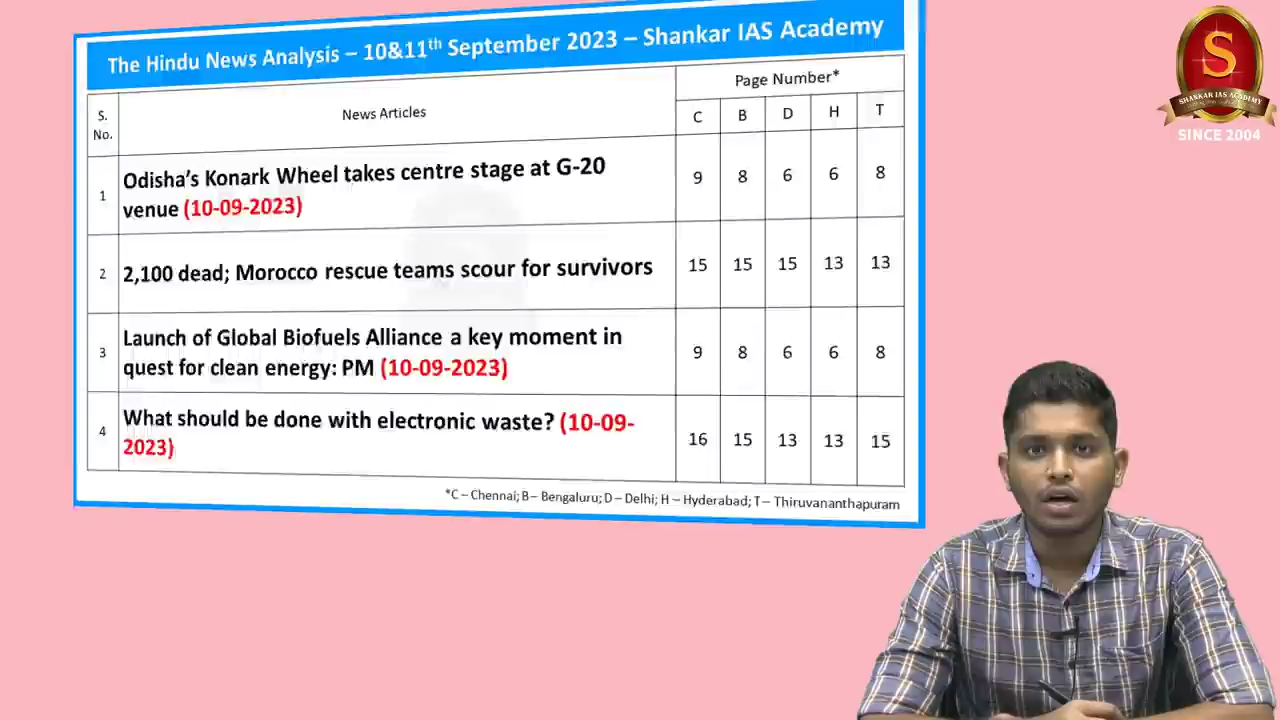 The Hindu News Analysis – 10&11th September 2023 – Shankar IAS Academy
S. No.
News Articles
Page Number*
C B D H T
1 Odisha's Konark Wheel takes centre stage at G-20 9 8 6 6 8
venue (10-09-2023)
2 2,100 dead; Morocco rescue teams scour for survivors 15 15 15 13 13
3 Launch of Global Biofuels Alliance a key moment in 9 8 6 6 8
quest for clean energy: PM (10-09-2023)
4 What should be done with electronic waste? (10-09- 16 15 13 13 15
2023)
*C – Chennai; B – Bengaluru; D – Delhi; H – Hyderabad; T – Thiruvananthapuram
S
SHANKAR IAS ACADEMY
SINCE 2004